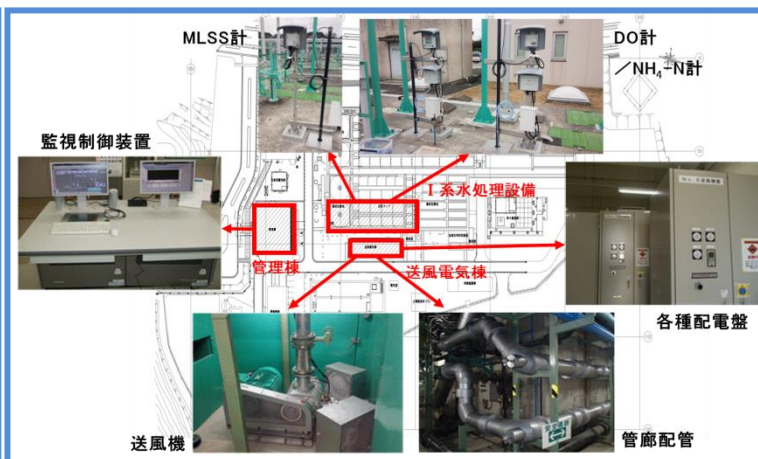 MLSS計
DO計
/NH₄-N計
監視制御装置
Ⅰ系水処理設備
管理棟
送風電気棟
各種配電盤
送風機
管廊配管